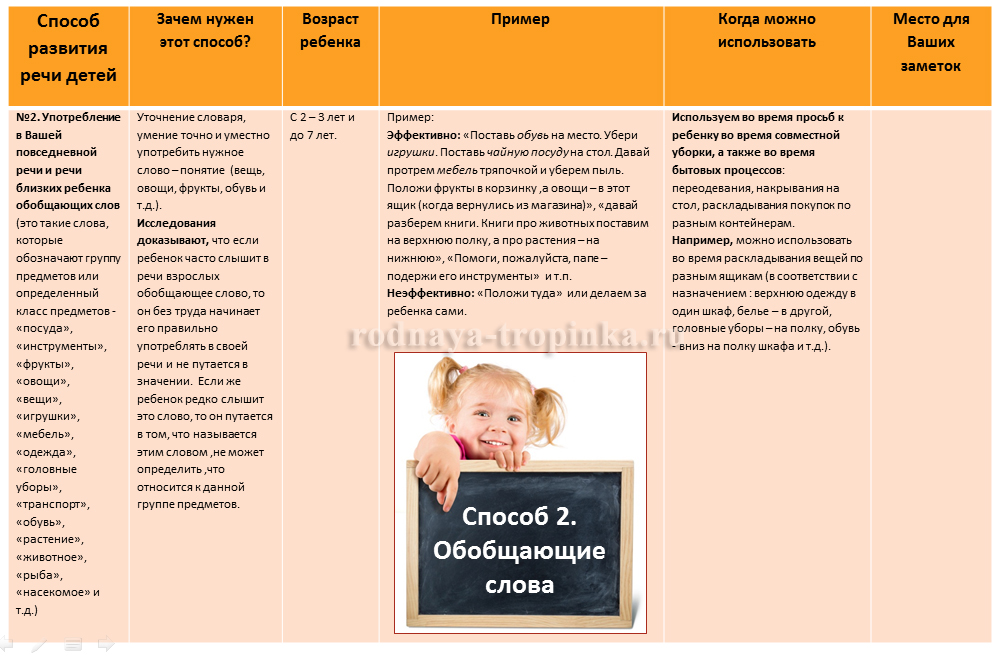 Способ
развития
речи детей
Зачем нужен
этот способ?
Возраст
ребенка
Пример
Когда можно
использовать
Место для
Ваших
заметок
№2. Употребление
в Вашей
повседневной
речи и речи
близких ребенка
обобщающих слов
(это такие слова,
которые
обозначают группу
предметов или
определенный
класс предметов -
«посуда»,
«инструменты»,
«фрукты»,
«овощи»,
«вещи»,
«игрушки»,
«мебель»,
«одежда»,
«головные
уборы»,
«транспорт»,
«обувь»,
«растение»,
«животное»,
«рыба»,
«насекомое» и
т.д.)
Уточнение словаря,
умение точно и уместно
употребить нужное
слово – понятие (вещь,
овощи, фрукты, обувь и
т.д.).
Исследования
доказывают, что если
ребенок часто слышит в
речи взрослых
обобщающее слово, то
он без труда начинает
его правильно
употреблять в своей
речи и не путается в
значении. Если же
ребенок редко слышит
это слово, то он путается
в том, что называется
этим словом ,не может
определить ,что
относится к данной
группе предметов.
С 2 – 3 лет и
до 7 лет.
Пример:
Эффективно: «Поставь обувь на место. Убери
игрушки. Поставь чайную посуду на стол. Давай
протрем мебель тряпочкой и уберем пыль.
Положи фрукты в корзинку ,а овощи – в этот
ящик (когда вернулись из магазина)», «давай
разберем книги. Книги про животных поставим
на верхнюю полку, а про растения – на
нижнюю», «Помоги, пожалуйста, папе –
подержи его инструменты» и т.п.
Неэффективно: «Положи туда» или делаем за
ребенка сами.
Способ 2.
Обобщающие
слова
Используем во время просьб к
ребенку во время совместной
уборки, а также во время
бытовых процессов:
переодевания, накрывания на
стол, раскладывания покупок по
разным контейнерам.
Например, можно использовать
во время раскладывания вещей по
разным ящикам (в соответствии с
назначением : верхнюю одежду в
один шкаф, белье – в другой,
головные уборы – на полку, обувь
- вниз на полку шкафа и т.д.).
rodnaya-tropinka.ru